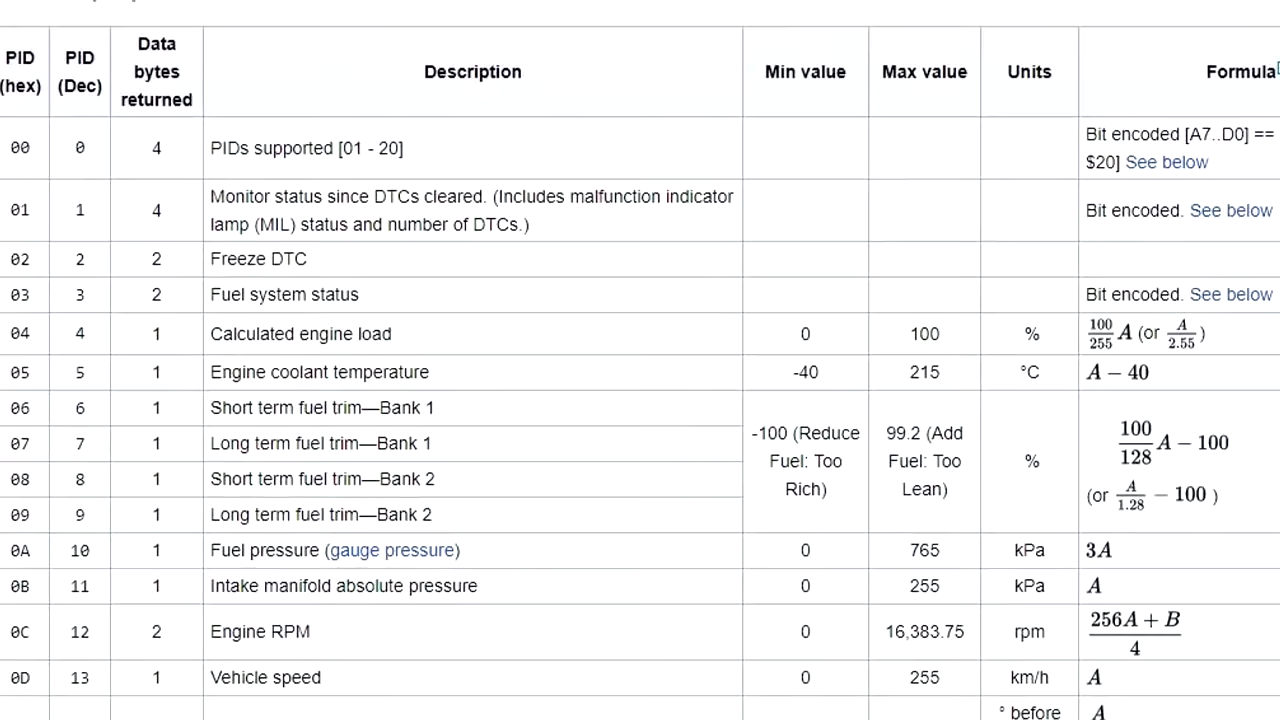 PID (hex) PID (Dec) Data bytes returned Description Min value Max value Units Formula
00 0 4 PIDs supported [01 - 20] Bit encoded [A7..D0] == $20] See below
01 1 4 Monitor status since DTCs cleared. (Includes malfunction indicator lamp (MIL) status and number of DTCs.) Bit encoded. See below
02 2 2 Freeze DTC
03 3 2 Fuel system status Bit encoded. See below
04 4 1 Calculated engine load 0 100 % 100/255 A (or A/2.55)
05 5 1 Engine coolant temperature -40 215 °C A − 40
06 6 1 Short term fuel trim—Bank 1 -100 (Reduce Fuel: Too Rich) 99.2 (Add Fuel: Too Lean) % 100/128 A − 100 (or A/1.28 − 100 )
07 7 1 Long term fuel trim—Bank 1
08 8 1 Short term fuel trim—Bank 2
09 9 1 Long term fuel trim—Bank 2
0A 10 1 Fuel pressure (gauge pressure) 0 765 kPa 3A
0B 11 1 Intake manifold absolute pressure 0 255 kPa A
0C 12 2 Engine RPM 0 16,383.75 rpm 256A + B / 4
0D 13 1 Vehicle speed 0 255 km/h A
° before A